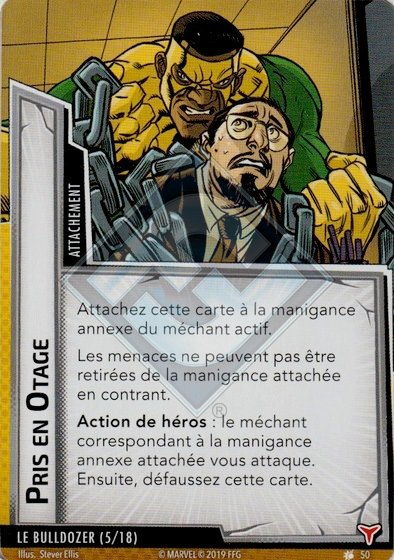 ATTACHEMENT
PRIS EN OTAGE
Attachez cette carte à la manigance
annexe du méchant actif.
Les menaces ne peuvent pas être
retirées de la manigance attachée
en contrant.
Action de héros : le méchant
correspondant à la manigance
annexe attachée vous attaque.
Ensuite, défaussez cette carte.
®
LE BULLDOZER (5/18)
Illus. Stever Ellis
© MARVEL © 2019 FFG
50